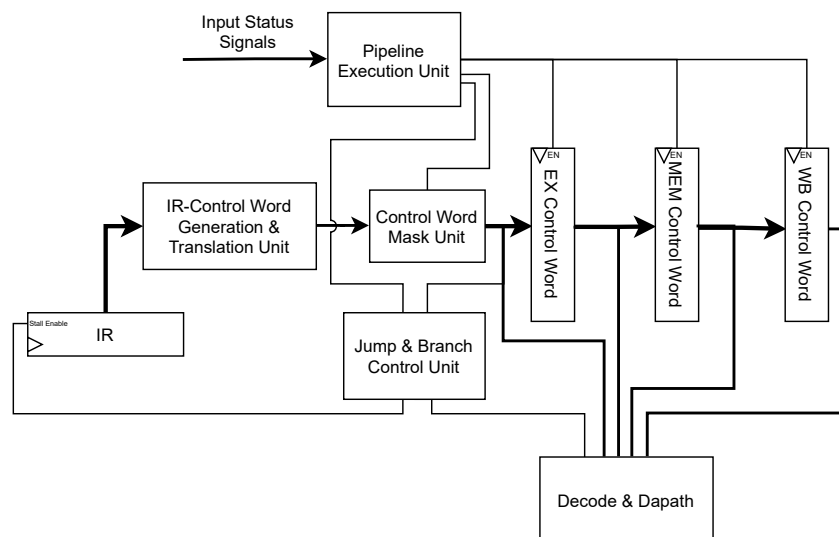 Input Status
Signals
Pipeline
Execution Unit
EN
EN
EN
EX Control Word
MEM Control Word
WB Control Word
IR-Control Word
Generation &
Translation Unit
Control Word
Mask Unit
Stall Enable
IR
Jump & Branch
Control Unit
Decode & Dapath